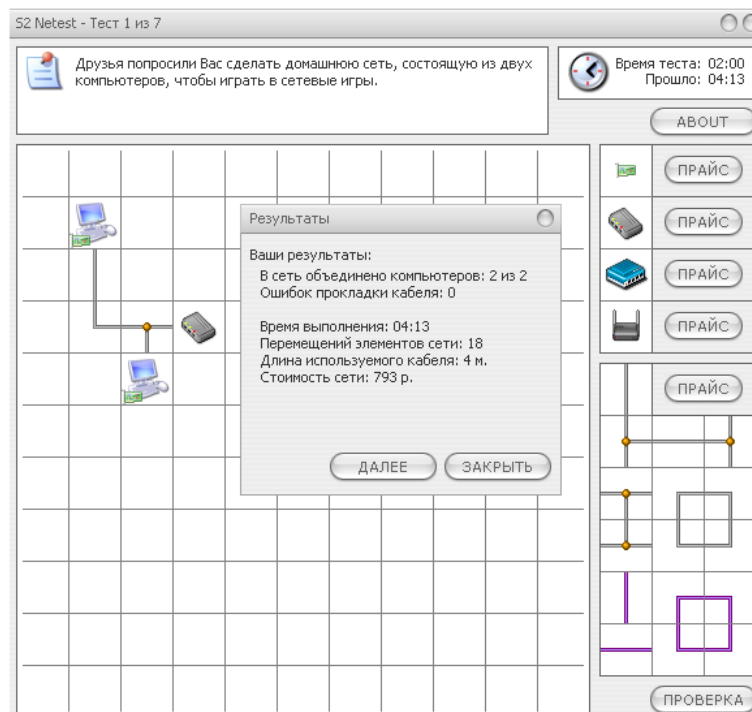 S2 Netest - Тест 1 из 7
Друзья попросили Вас сделать домашнюю сеть, состоящую из двух
компьютеров, чтобы играть в сетевые игры.
Время теста: 02:00
Прошло: 04:13
ABOUT
ПРАЙС
ПРАЙС
ПРАЙС
ПРАЙС
ПРАЙС
Результаты
Ваши результаты:
В сеть объединено компьютеров: 2 из 2
Ошибок прокладки кабеля: 0
Время выполнения: 04:13
Перемещений элементов сети: 18
Длина используемого кабеля: 4 м.
Стоимость сети: 793 р.
ДАЛЕЕ
ЗАКРЫТЬ
ПРОВЕРКА